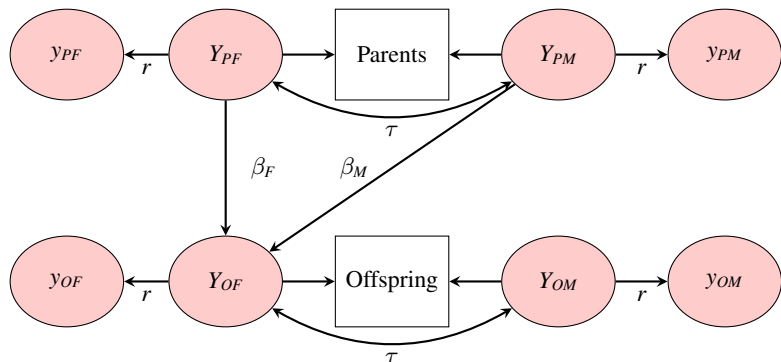 y_PF Y_PF Parents Y_PM y_PM
r r
τ
β_F β_M
y_OF Y_OF Offspring Y_OM y_OM
r r
τ